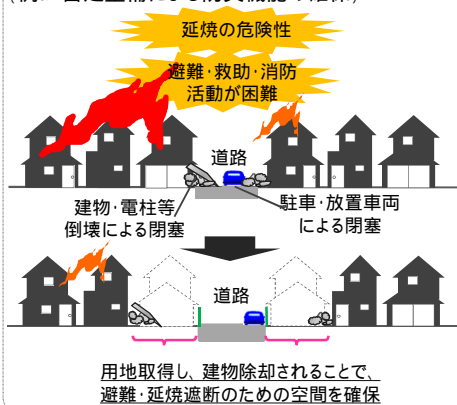 延焼の危険性
避難・救助・消防
活動が困難
道路
建物・電柱等
倒壊による閉塞
駐車・放置車両
による閉塞
道路
用地取得し、建物除却されることで、
避難・延焼遮断のための空間を確保